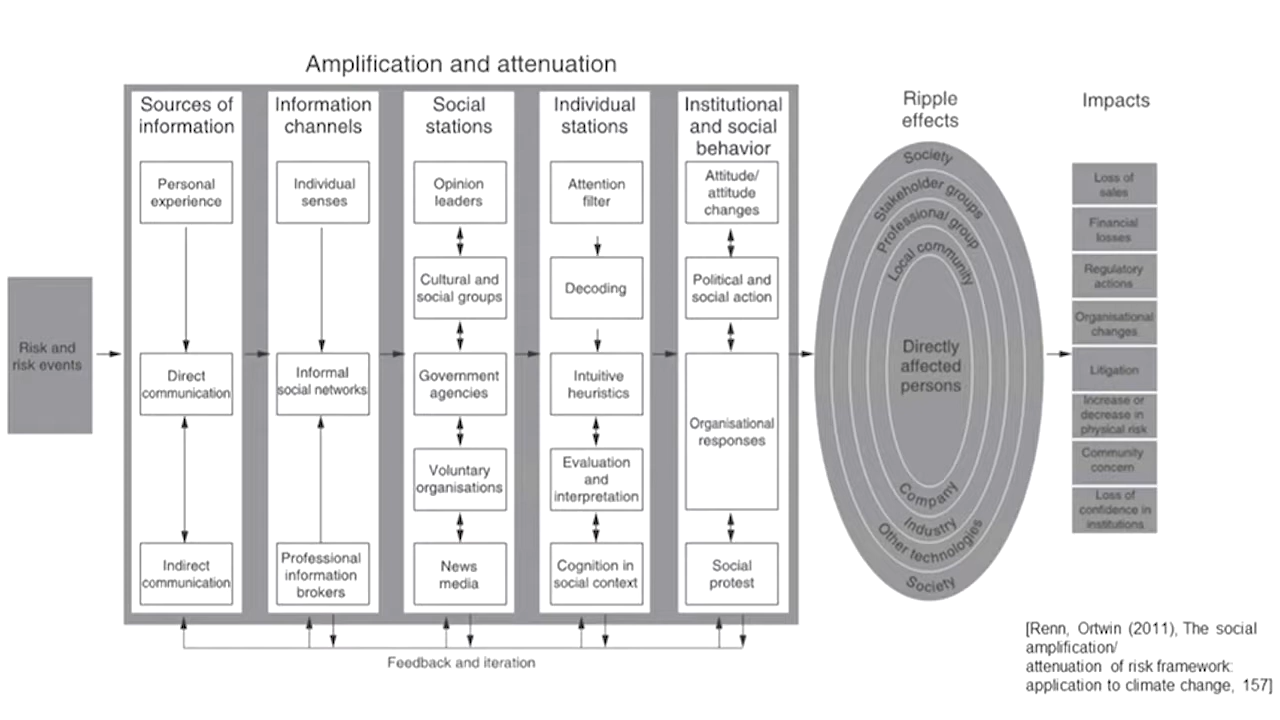 Amplification and attenuation
Risk and
risk events
Sources of
information
Personal
experience
Direct
communication
Indirect
communication
Information
channels
Individual
senses
Informal
social networks
Professional
information
brokers
Social
stations
Opinion
leaders
Cultural and
social groups
Government
agencies
Voluntary
organisations
News
media
Individual
stations
Attention
filter
Decoding
Intuitive
heuristics
Evaluation
and
interpretation
Cognition in
social context
Institutional
and social
behavior
Attitude/
attitude
changes
Political and
social action
Organisational
responses
Social
protest
Feedback and iteration
Ripple
effects
Society
Stakeholder groups
Professional group
Local community
Directly
affected
persons
Company
Industry
Other technologies
Society
Impacts
Loss of
sales
Financial
losses
Regulatory
actions
Organisational
changes
Litigation
Increase or
decrease in
physical risk
Community
concern
Loss of
confidence in
institutions
[Renn, Ortwin (2011), The social
amplification/
attenuation of risk framework:
application to climate change, 157]